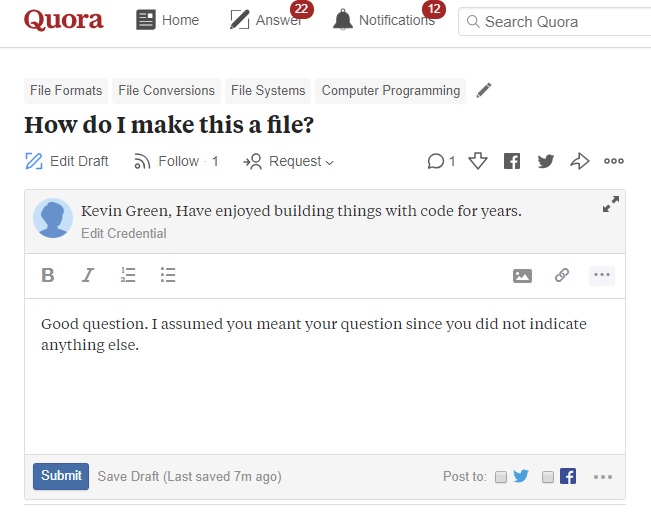 Quora Home Answer 22 Notifications 12 Search Quora
File Formats File Conversions File Systems Computer Programming
How do I make this a file?
Edit Draft Follow · 1 Request 1
Kevin Green, Have enjoyed building things with code for years.
Edit Credential
B I
Good question. I assumed you meant your question since you did not indicate
anything else.
Submit Save Draft (Last saved 7m ago) Post to: